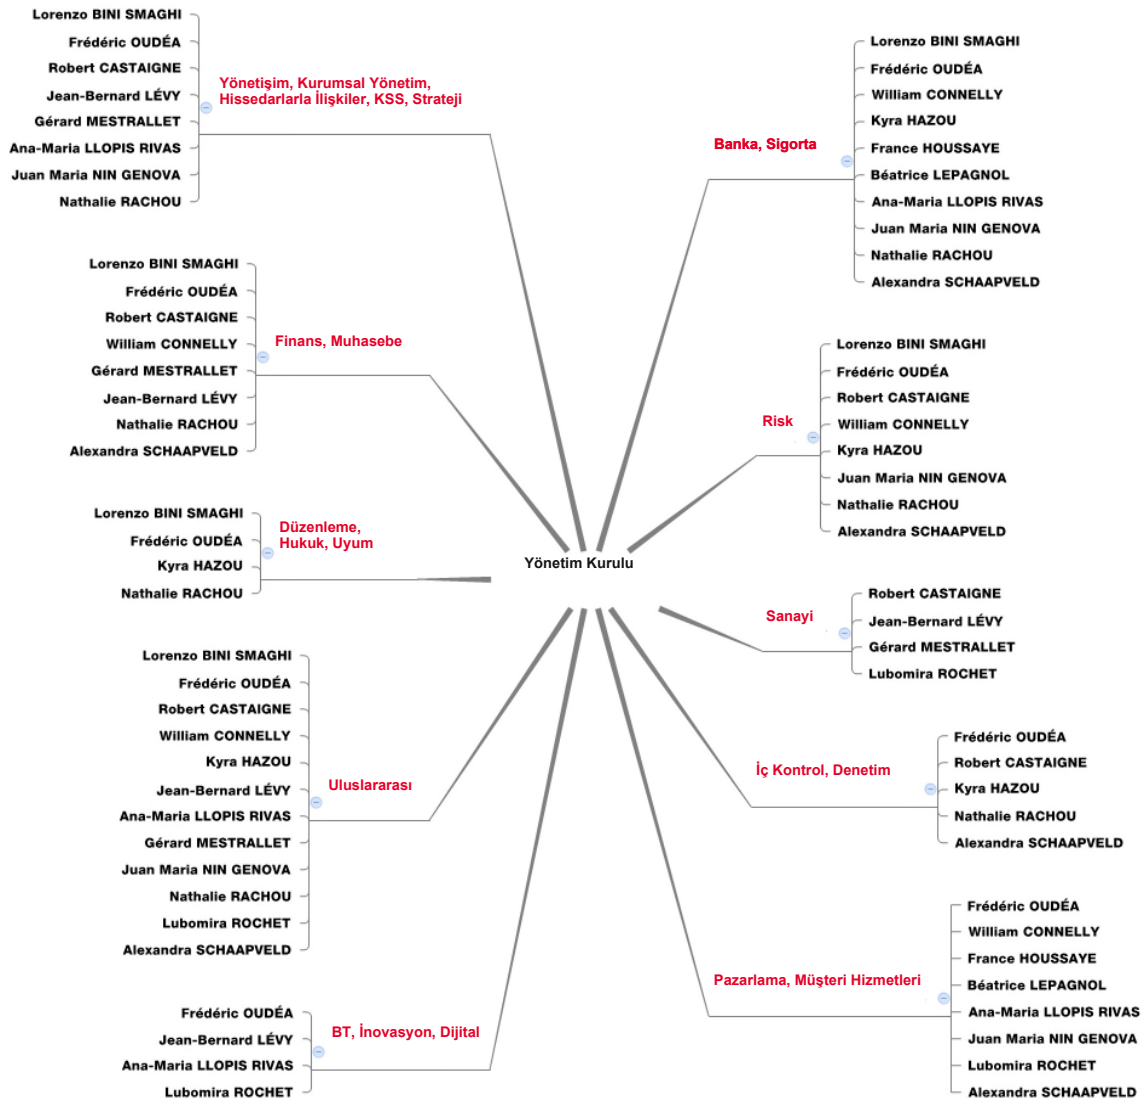 Yönetim Kurulu
Yönetişim, Kurumsal Yönetim,
Hissedarlarla İlişkiler, KSS, Strateji
Lorenzo BINI SMAGHI
Frédéric OUDÉA
Robert CASTAIGNE
Jean-Bernard LÉVY
Gérard MESTRALLET
Ana-Maria LLOPIS RIVAS
Juan Maria NIN GENOVA
Nathalie RACHOU
Finans, Muhasebe
Lorenzo BINI SMAGHI
Frédéric OUDÉA
Robert CASTAIGNE
William CONNELLY
Gérard MESTRALLET
Jean-Bernard LÉVY
Nathalie RACHOU
Alexandra SCHAAPVELD
Düzenleme,
Hukuk, Uyum
Lorenzo BINI SMAGHI
Frédéric OUDÉA
Kyra HAZOU
Nathalie RACHOU
Uluslararası
Lorenzo BINI SMAGHI
Frédéric OUDÉA
Robert CASTAIGNE
William CONNELLY
Kyra HAZOU
Jean-Bernard LÉVY
Ana-Maria LLOPIS RIVAS
Gérard MESTRALLET
Juan Maria NIN GENOVA
Nathalie RACHOU
Lubomira ROCHET
Alexandra SCHAAPVELD
BT, İnovasyon, Dijital
Frédéric OUDÉA
Jean-Bernard LÉVY
Ana-Maria LLOPIS RIVAS
Lubomira ROCHET
Banka, Sigorta
Lorenzo BINI SMAGHI
Frédéric OUDÉA
William CONNELLY
Kyra HAZOU
France HOUSSAYE
Béatrice LEPAGNOL
Ana-Maria LLOPIS RIVAS
Juan Maria NIN GENOVA
Nathalie RACHOU
Alexandra SCHAAPVELD
Risk
Lorenzo BINI SMAGHI
Frédéric OUDÉA
Robert CASTAIGNE
William CONNELLY
Kyra HAZOU
Juan Maria NIN GENOVA
Nathalie RACHOU
Alexandra SCHAAPVELD
Sanayi
Robert CASTAIGNE
Jean-Bernard LÉVY
Gérard MESTRALLET
Lubomira ROCHET
İç Kontrol, Denetim
Frédéric OUDÉA
Robert CASTAIGNE
Kyra HAZOU
Nathalie RACHOU
Alexandra SCHAAPVELD
Pazarlama, Müşteri Hizmetleri
Frédéric OUDÉA
William CONNELLY
France HOUSSAYE
Béatrice LEPAGNOL
Ana-Maria LLOPIS RIVAS
Juan Maria NIN GENOVA
Lubomira ROCHET
Alexandra SCHAAPVELD